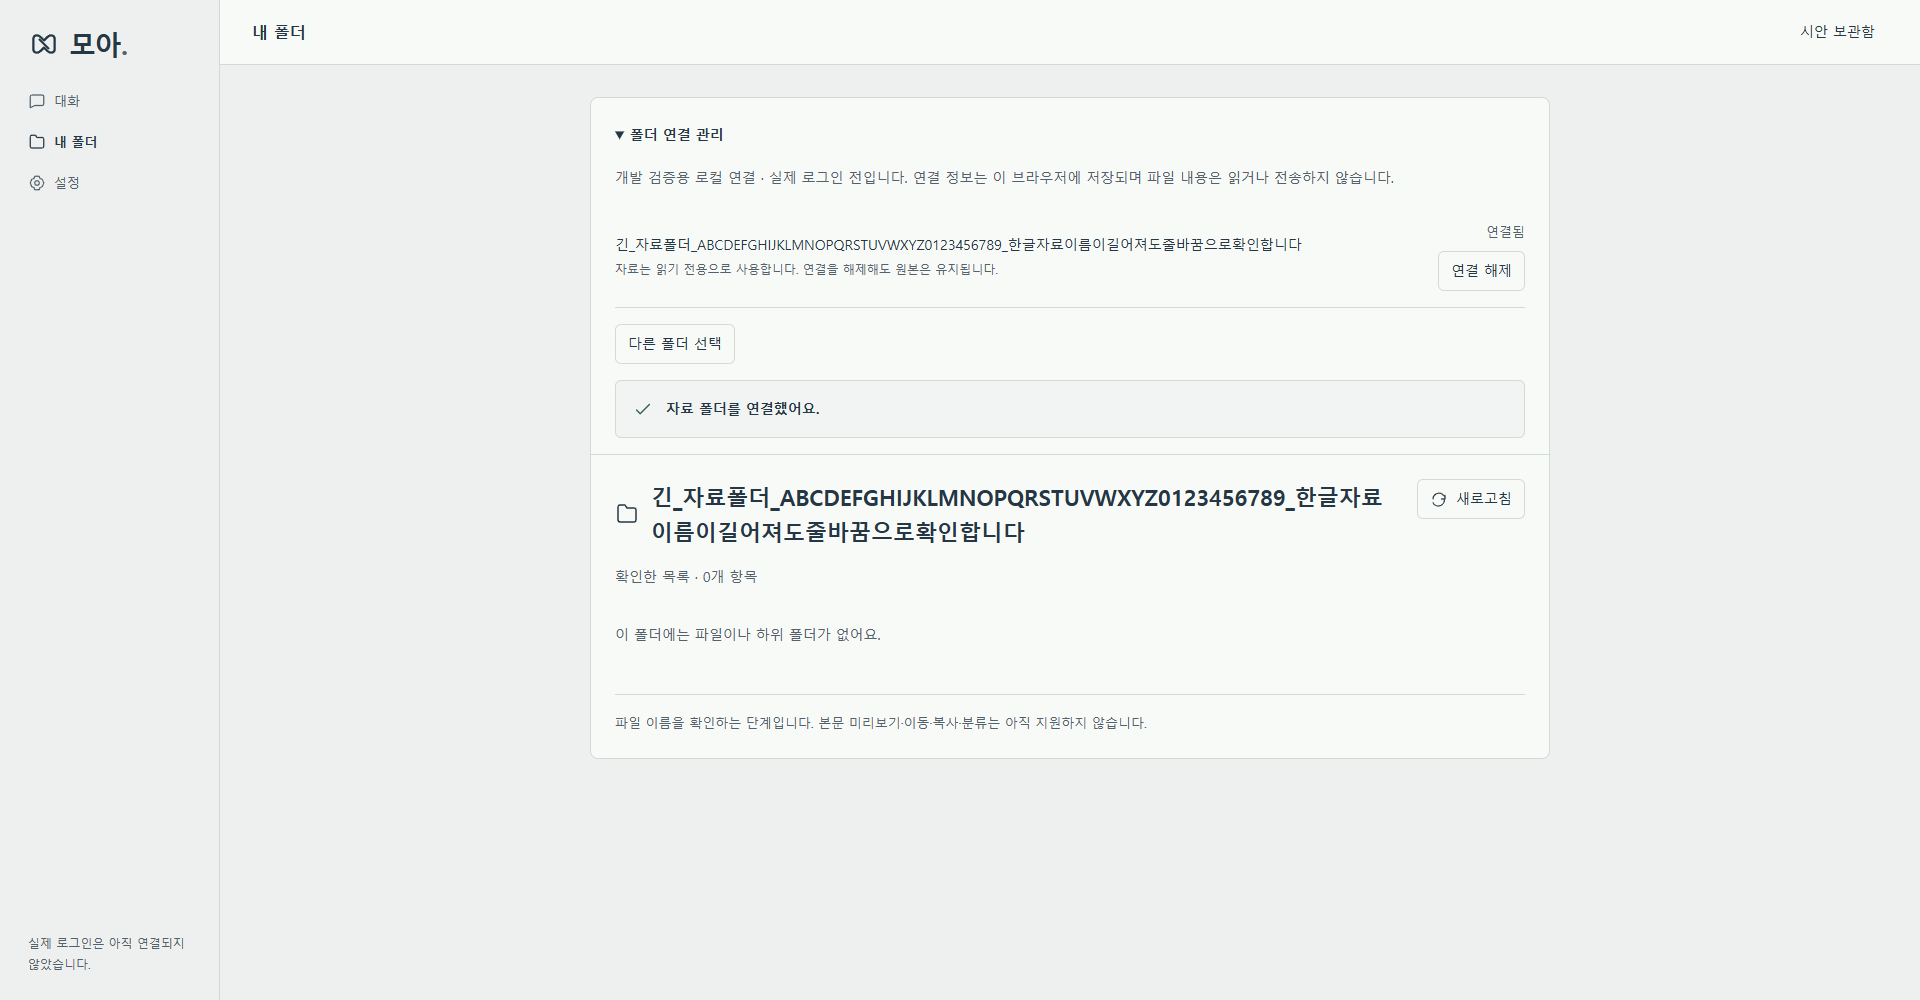 모아.
대화
내 폴더
설정
실제 로그인은 아직 연결되지
않았습니다.
내 폴더
시안 보관함
▼ 폴더 연결 관리
개발 검증용 로컬 연결 · 실제 로그인 전입니다. 연결 정보는 이 브라우저에 저장되며 파일 내용은 읽거나 전송하지 않습니다.
긴_자료폴더_ABCDEFGHIJKLMNOPQRSTUVWXYZ0123456789_한글자료이름이길어져도줄바꿈으로확인합니다
자료는 읽기 전용으로 사용합니다. 연결을 해제해도 원본은 유지됩니다.
연결됨
연결 해제
다른 폴더 선택
자료 폴더를 연결했어요.
긴_자료폴더_ABCDEFGHIJKLMNOPQRSTUVWXYZ0123456789_한글자료
이름이길어져도줄바꿈으로확인합니다
새로고침
확인한 목록 · 0개 항목
이 폴더에는 파일이나 하위 폴더가 없어요.
파일 이름을 확인하는 단계입니다. 본문 미리보기·이동·복사·분류는 아직 지원하지 않습니다.